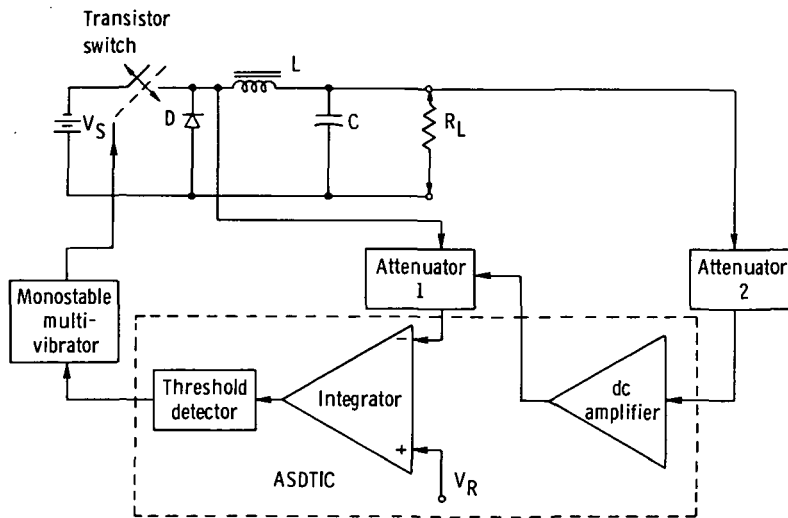 Transistor
switch
L
V_S
D
C
R_L
Attenuator
1
Attenuator
2
Monostable
multi-
vibrator
Threshold
detector
Integrator
−
+
dc
amplifier
ASDTIC
V_R